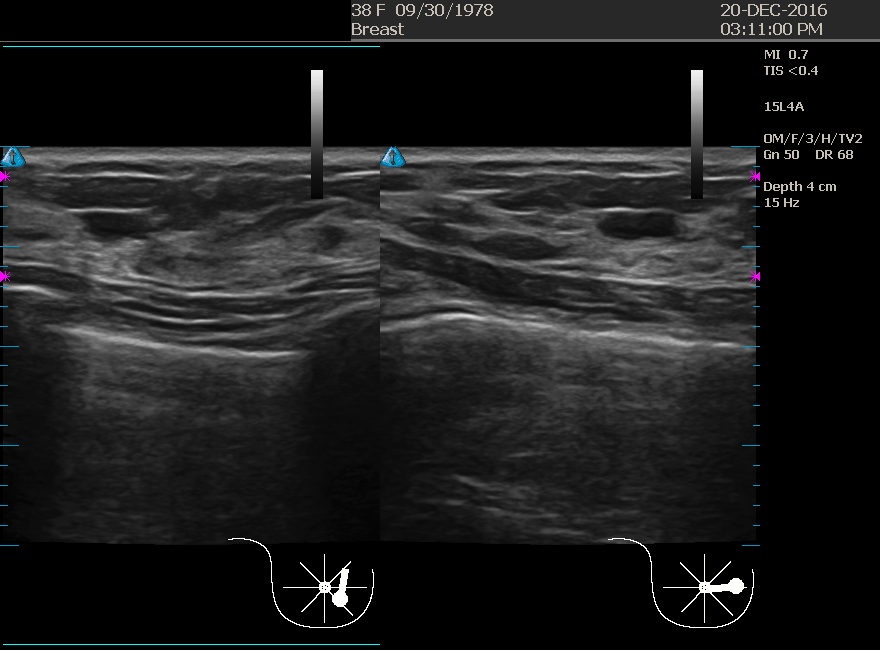 38 F 09/30/1978
20-DEC-2016
Breast
03:11:00 PM
MI 0.7
TIS <0.4
15L4A
OM/F/3/H/TV2
Gn 50 DR 68
Depth 4 cm
15 Hz